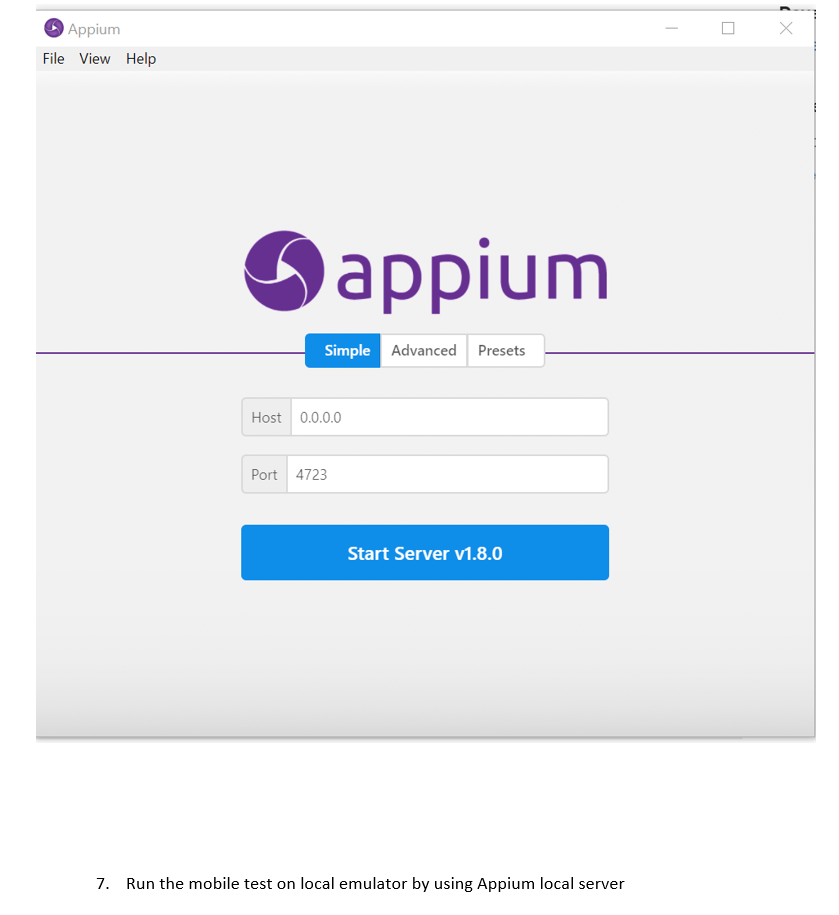 Appium
File View Help
appium
Simple Advanced Presets
Host 0.0.0.0
Port 4723
Start Server v1.8.0
7. Run the mobile test on local emulator by using Appium local server